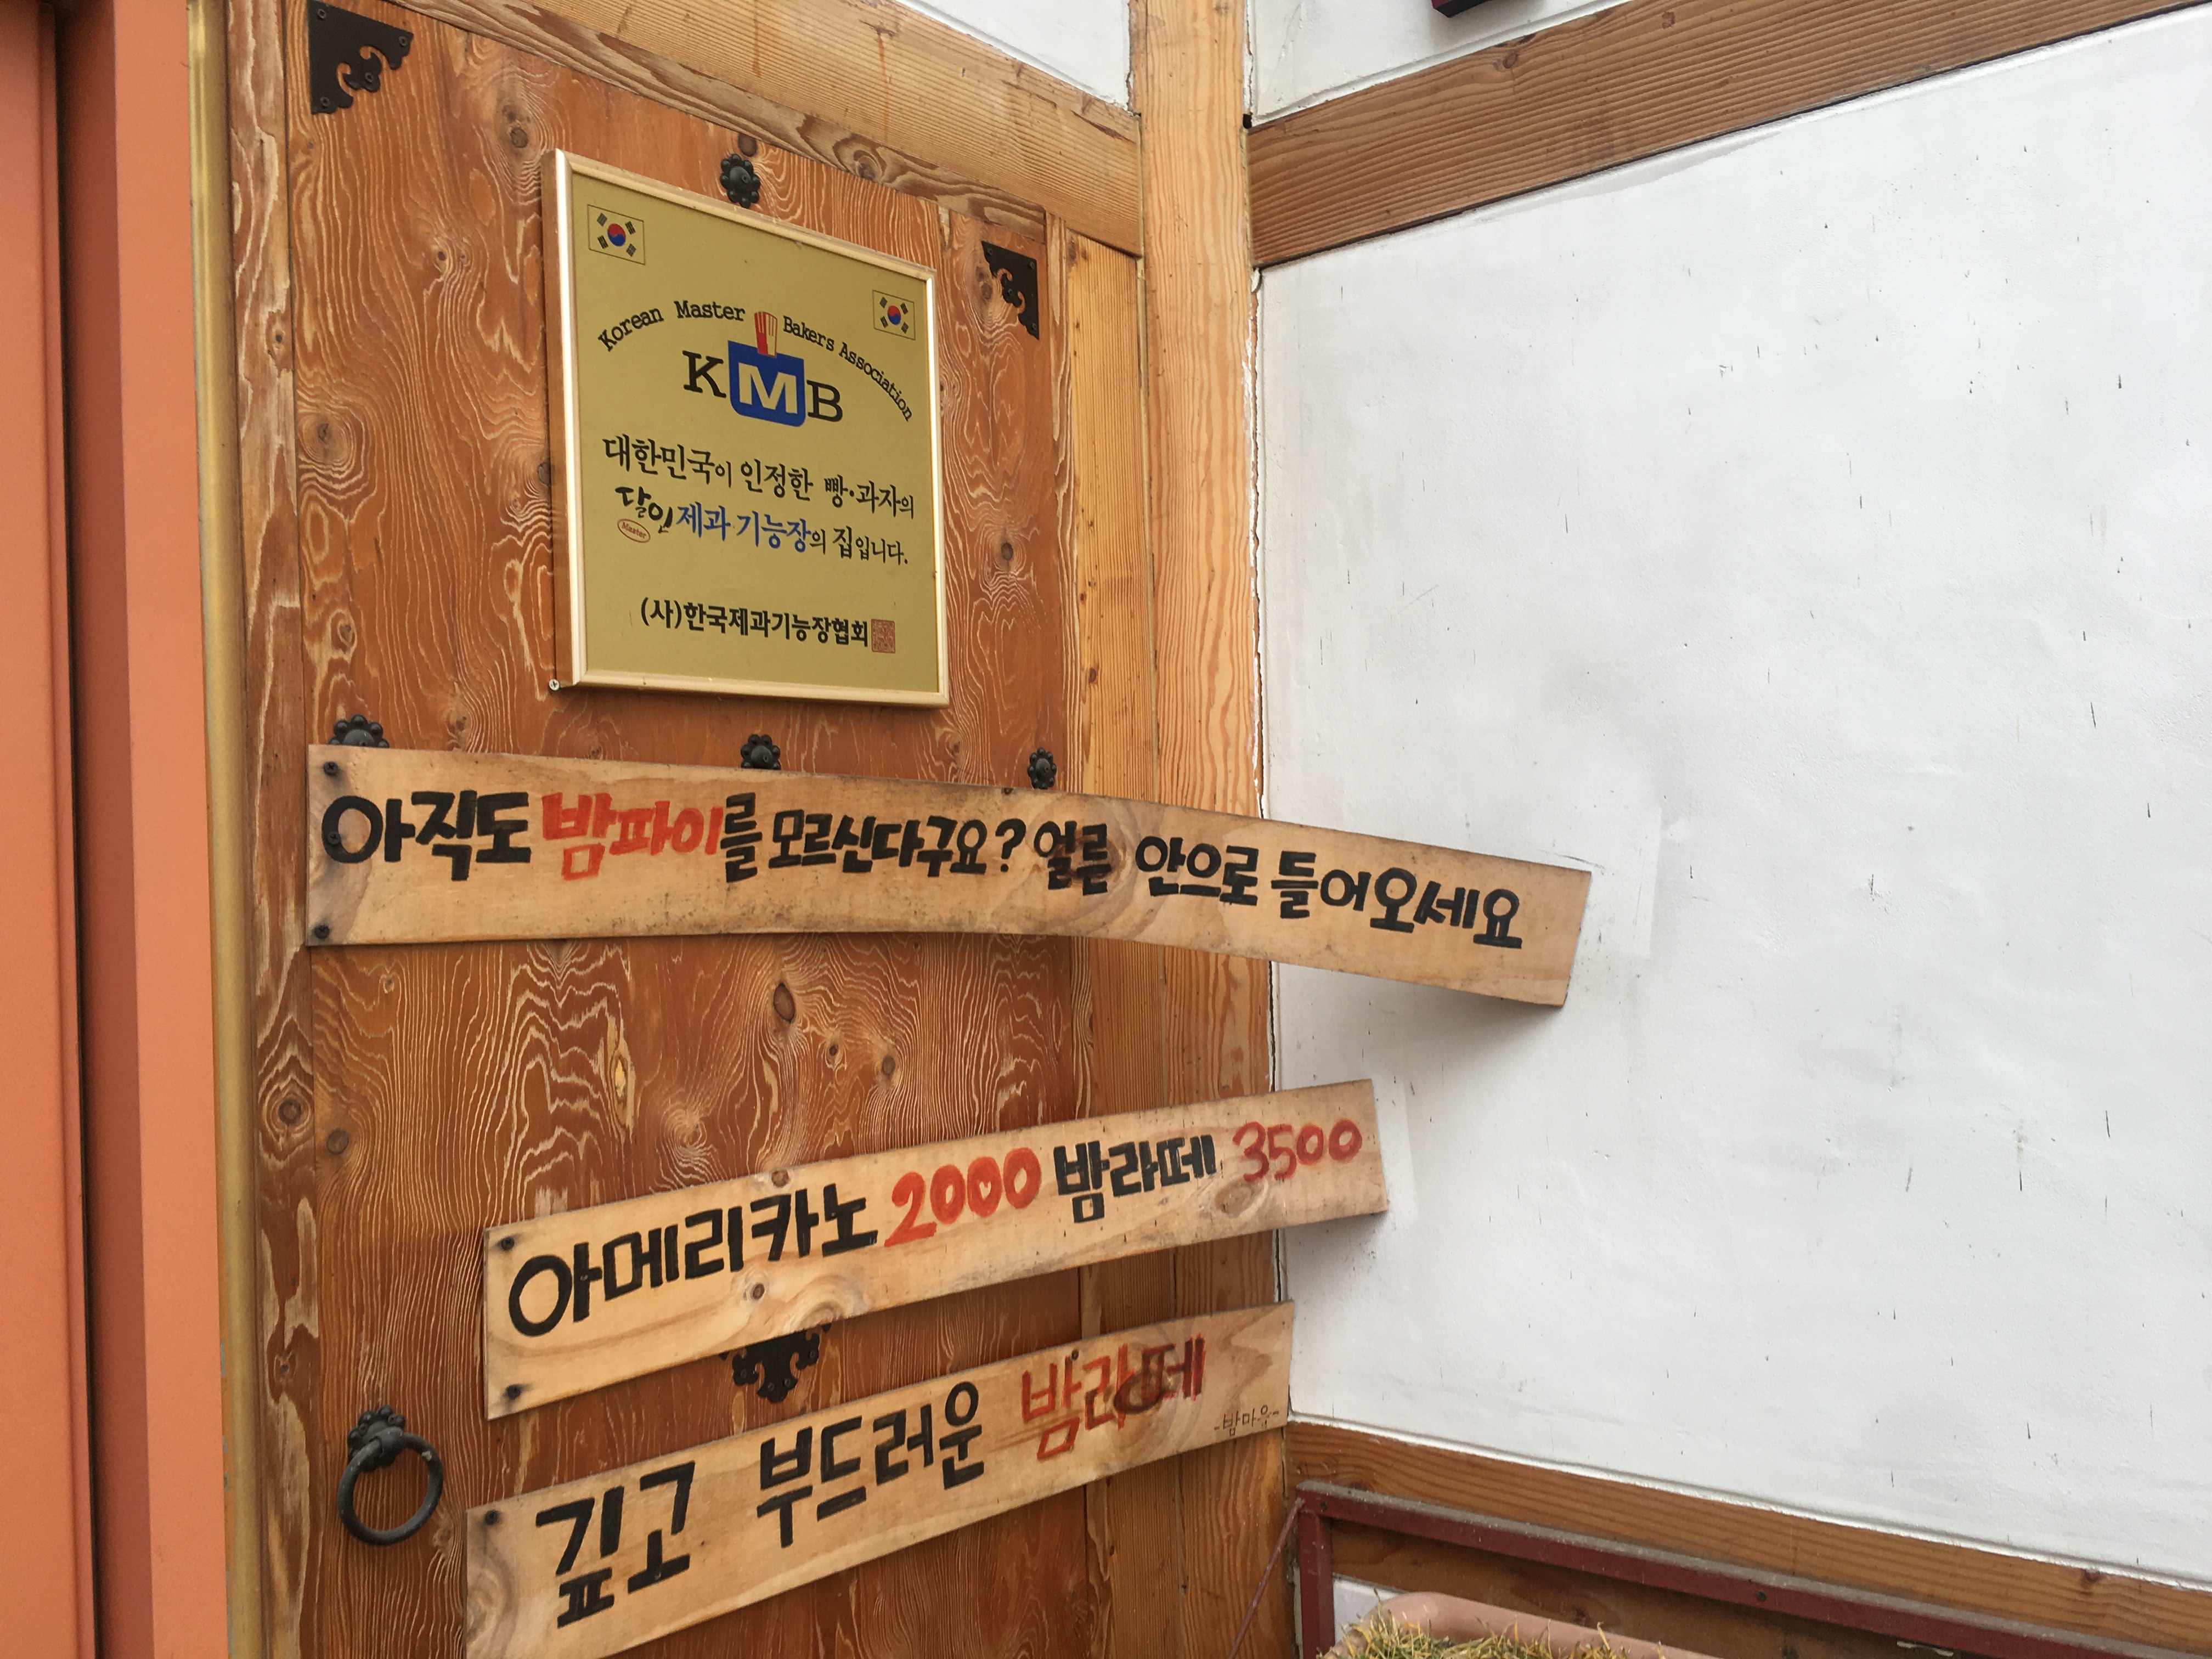 Korean Master Bakers Association
KMB
대한민국이 인정한 빵·과자의
달인 제과 기능장의 집입니다.
Master
(사)한국제과기능장협회
아직도 밤파이를 모르신다구요? 얼른 안으로 들어오세요
아메리카노 2000 밤라떼 3500
깊고 부드러운 밤라떼
-밤마을-